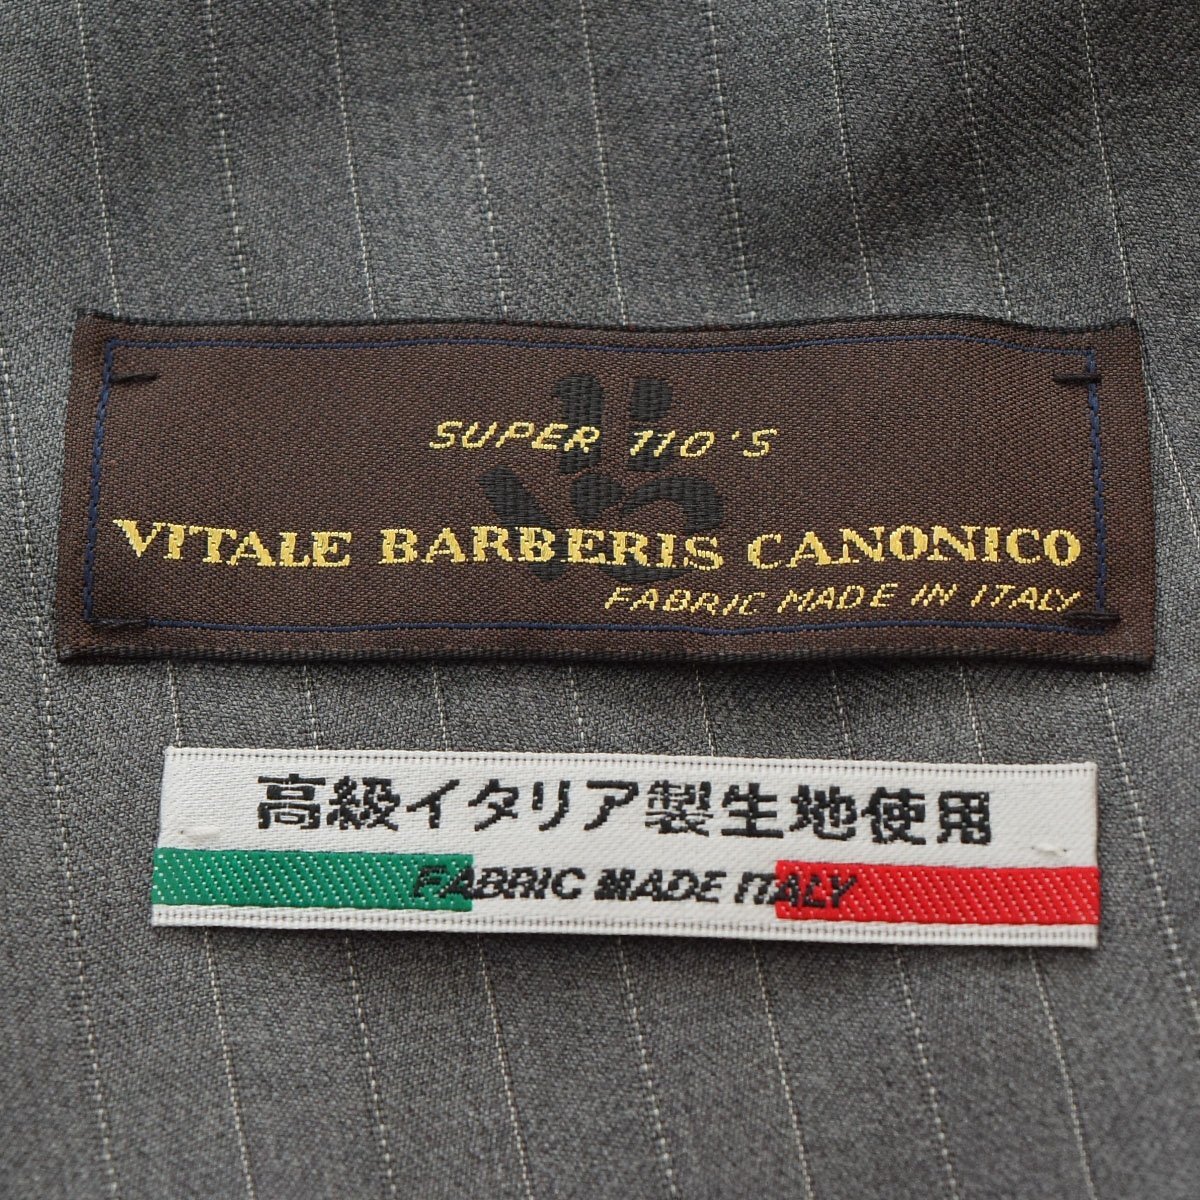 SUPER 110'S
VITALE BARBERIS CANONICO
FABRIC MADE IN ITALY
高級イタリア製生地使用
FABRIC MADE ITALY